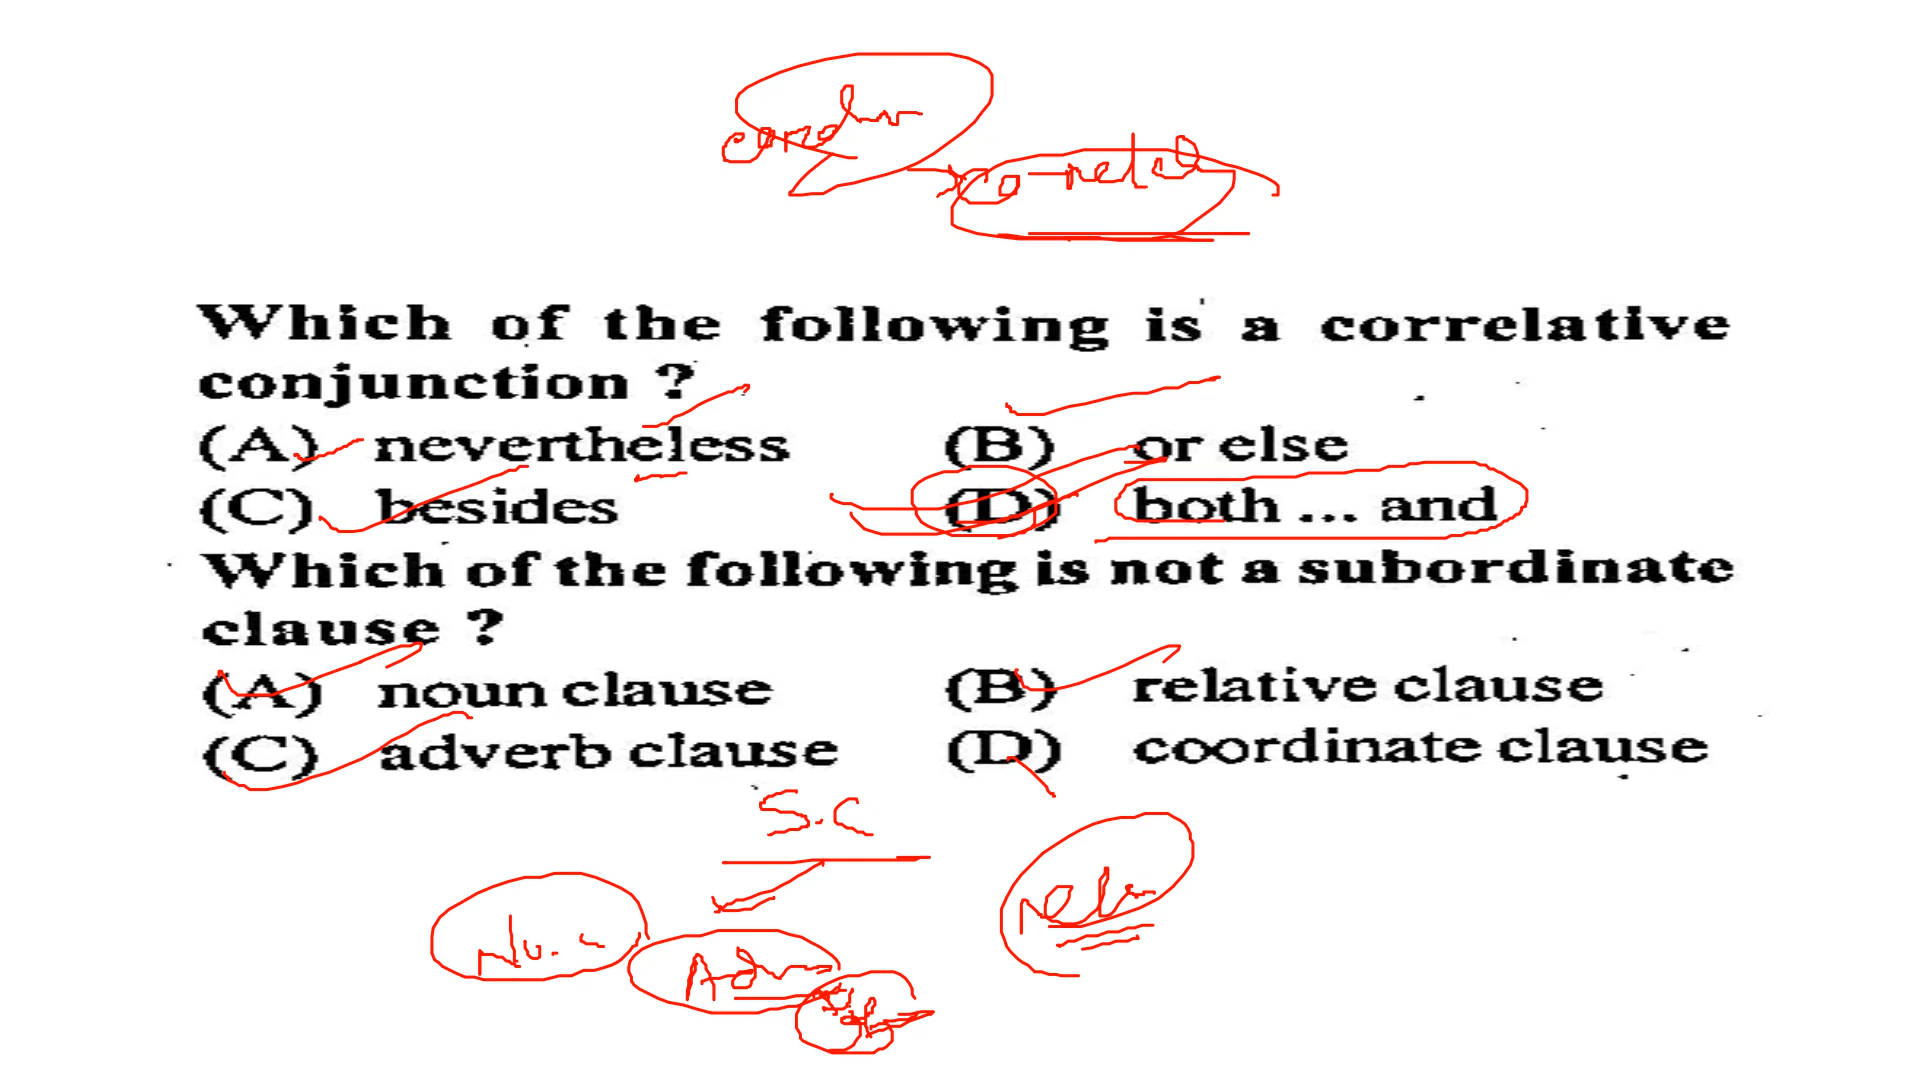 Which of the following is a correlative
conjunction ?
(A) nevertheless (B) or else
(C) besides (D) both ... and
Which of the following is not a subordinate
clause ?
(A) noun clause (B) relative clause
(C) adverb clause (D) coordinate clause
S.C